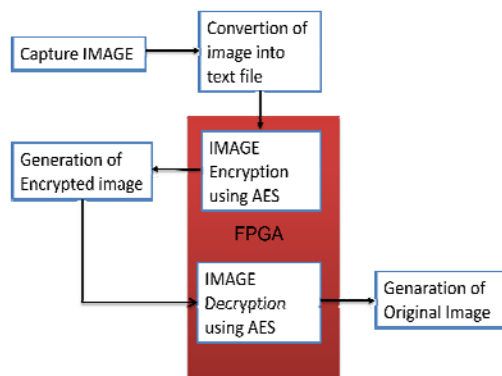 Capture IMAGE
Convertion of
image into
text file
Generation of
Encrypted image
IMAGE
Encryption
using AES
FPGA
IMAGE
Decryption
using AES
Genaration of
Original Image